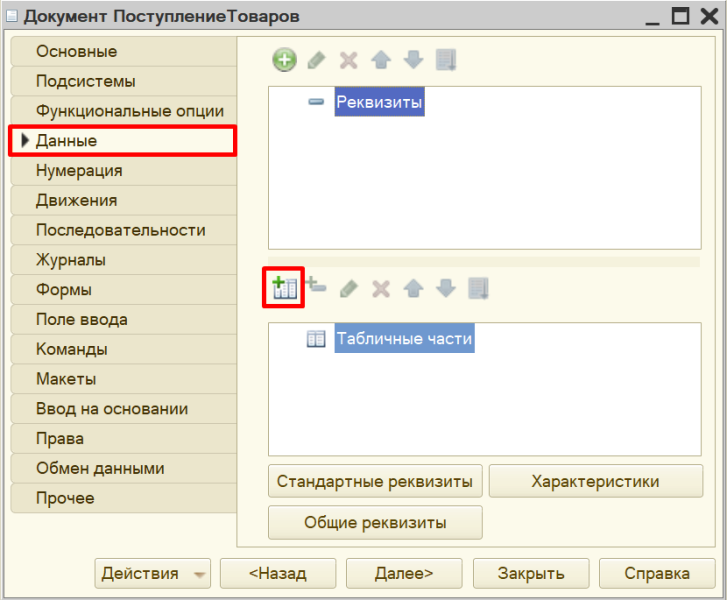 Документ ПоступлениеТоваров
Основные
Подсистемы
Функциональные опции
Данные
Нумерация
Движения
Последовательности
Журналы
Формы
Поле ввода
Команды
Макеты
Ввод на основании
Права
Обмен данными
Прочее
Реквизиты
Табличные части
Стандартные реквизиты
Характеристики
Общие реквизиты
Действия
<Назад
Далее>
Закрыть
Справка